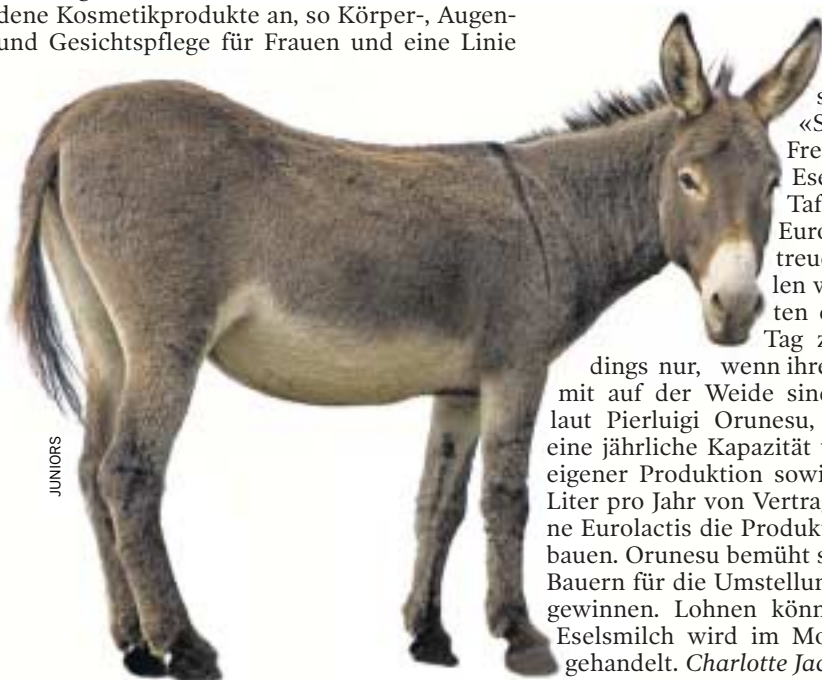 dene Kosmetikprodukte an, so Körper-, Augen-
und Gesichtspflege für Frauen und eine Linie
«S
Fre
Ese
Taf
Euro
treue
len v
ten
Tag z
dings nur, wenn ihre
mit auf der Weide sind
laut Pierluigi Orunesu,
eine jährliche Kapazität
eigener Produktion sowi
Liter pro Jahr von Vertra
ne Eurolactis die Produk
bauen. Orunesu bemüht s
Bauern für die Umstellun
gewinnen. Lohnen könn
Eselsmilch wird im Mo
gehandelt. Charlotte Jac
JUNIORS